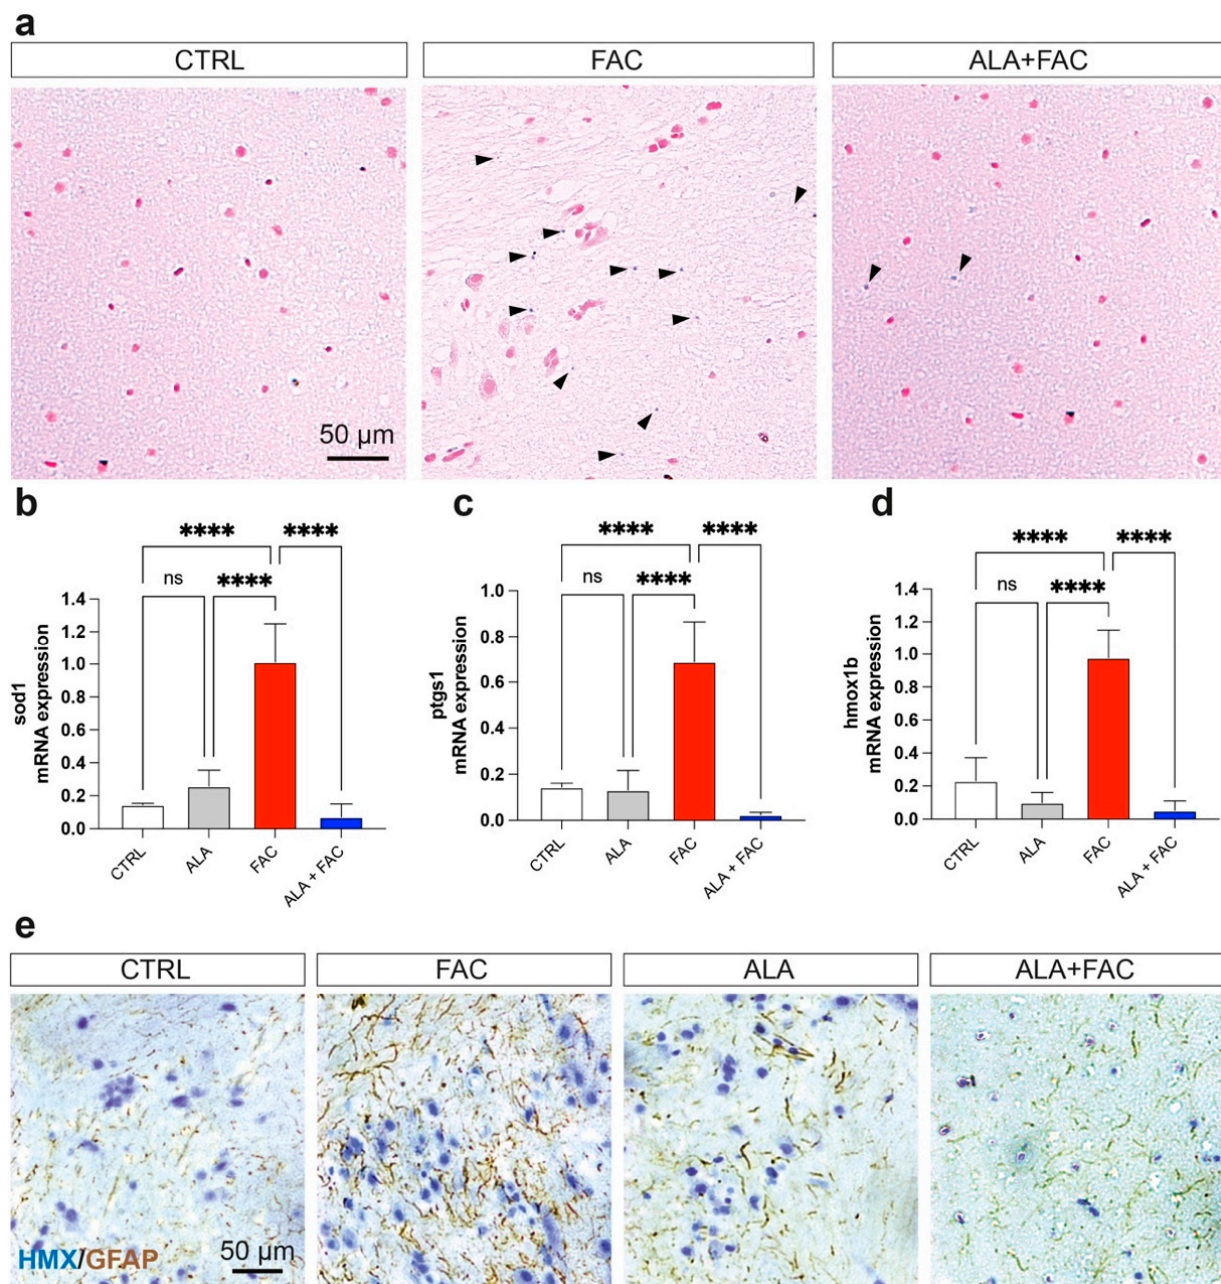 a
CTRL FAC ALA+FAC
50 µm
b
**** ****
ns ****
sod1
mRNA expression
1.4
1.2
1.0
0.8
0.6
0.4
0.2
0.0
CTRL ALA FAC ALA + FAC
c
**** ****
ns ****
ptgs1
mRNA expression
1.0
0.8
0.6
0.4
0.2
0.0
CTRL ALA FAC ALA + FAC
d
**** ****
ns ****
hmox1b
mRNA expression
1.4
1.2
1.0
0.8
0.6
0.4
0.2
0.0
CTRL ALA FAC ALA + FAC
e
CTRL FAC ALA ALA+FAC
HMX/GFAP 50 µm